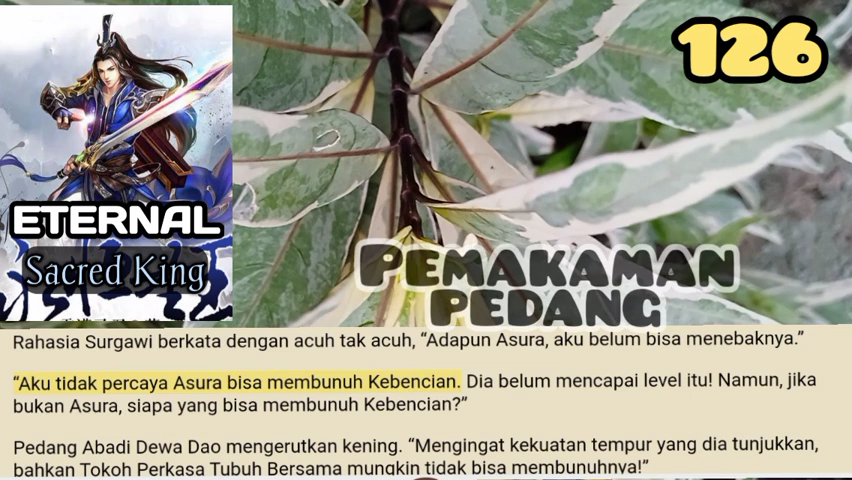 126
ETERNAL
Sacred King
PEMAKAMAN
PEDANG
Rahasia Surgawi berkata dengan acuh tak acuh, “Adapun Asura, aku belum bisa menebaknya.”
“Aku tidak percaya Asura bisa membunuh Kebencian. Dia belum mencapai level itu! Namun, jika
bukan Asura, siapa yang bisa membunuh Kebencian?”
Pedang Abadi Dewa Dao mengerutkan kening. “Mengingat kekuatan tempur yang dia tunjukkan,
bahkan Tokoh Perkasa Tubuh Bersama mungkin tidak bisa membunuhnya!”